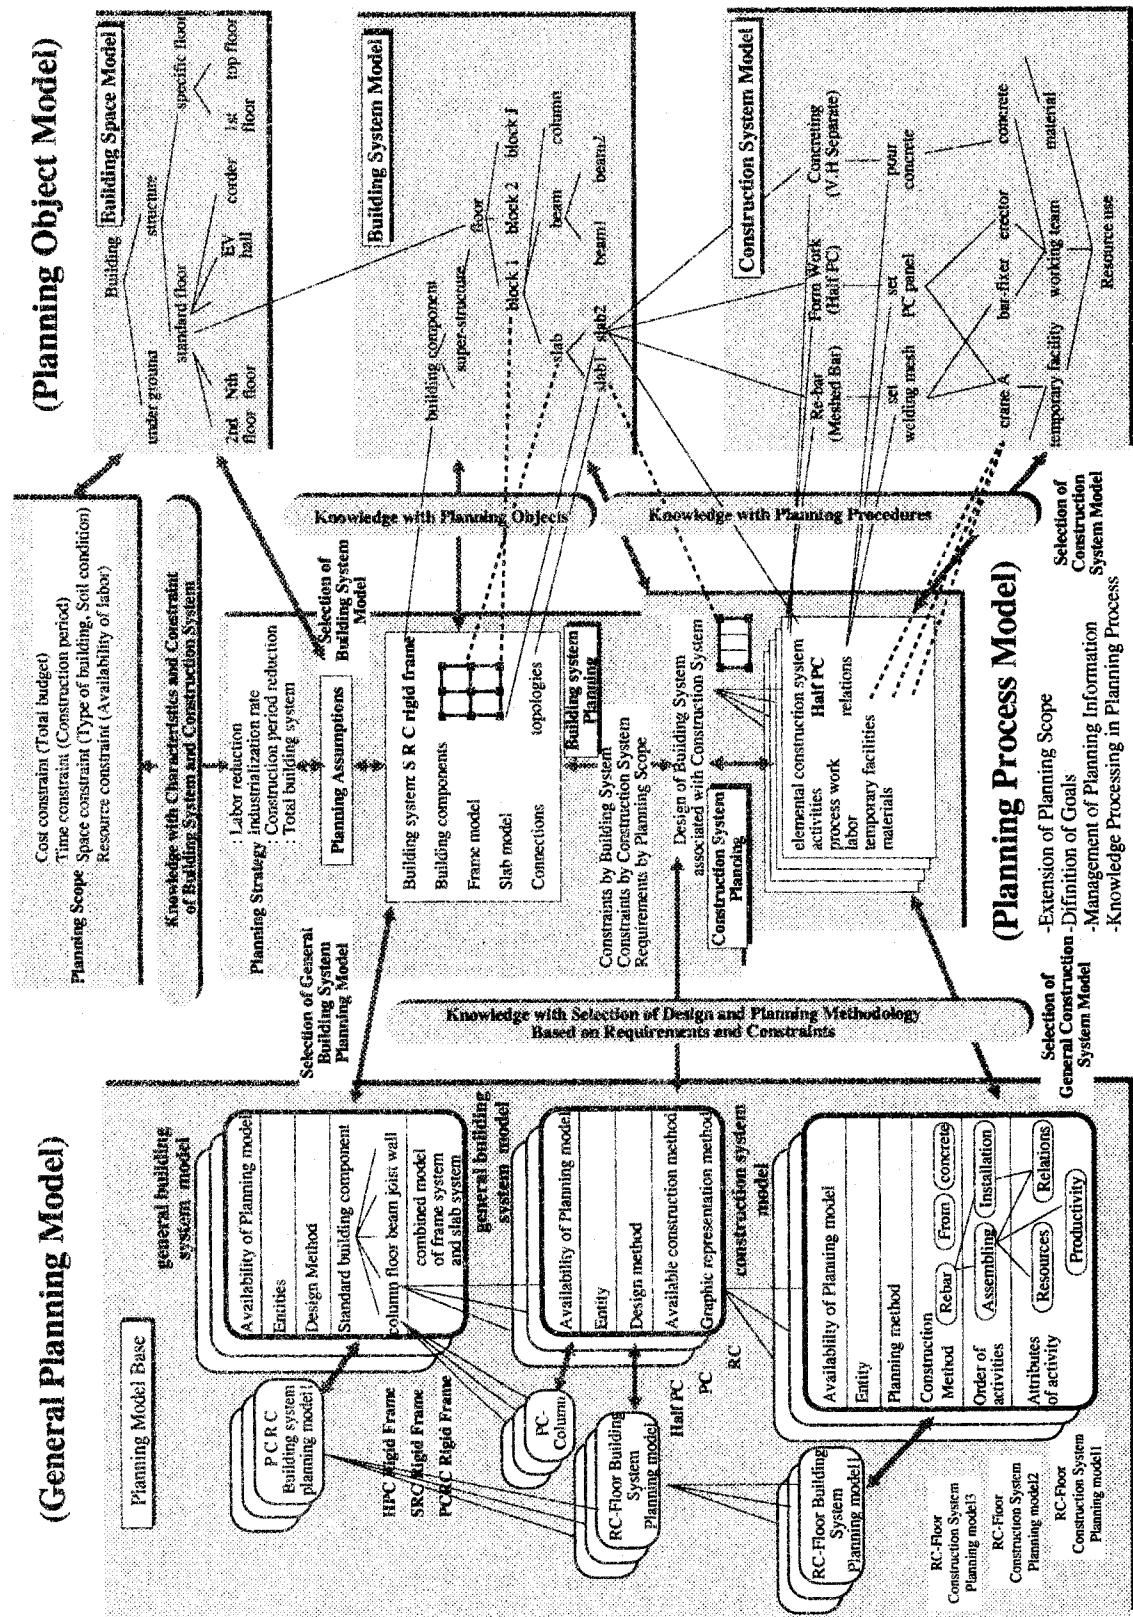 (General Planning Model)
Planning Model Base
P C R C
Building system
planning model1
HPC Rigid Frame
SRC Rigid Frame
PCRC Rigid Frame
PC-
Column
RC-Floor Building
System
Planning model
Half PC
PC
RC
RC-Floor Building
System
Planning model1
RC-Floor
Construction System
Planning model3
RC-Floor
Construction System
Planning model2
RC-Floor
Construction System
Planning model1
general building
system model
Availability of Planning model1
Entities
Design Method
Standard building component
column floor beam joist wall
combined model
of frame system
and slab system
general building
system model
Availability of Planning model1
Entity
Design method
Available construction method
Graphic representation method
construction system
model
Availability of Planning model
Entity
Planning method
Construction
Method
Rebar
From
concrete
Order of
activities
Assembling
Installation
Attributes
of activity
Resources
Relations
Productivity
Selection of General
Building System
Planning Model
Knowledge with Selection of Design and Planning Methodology
Based on Requirements and Constraints
Selection of
General Construction
System Model
Cost constraint (Total budget)
Time constraint (Construction period)
Planning Scope Space constraint (Type of building, Soil condition)
Resource constraint (Availability of labor)
Knowledge with Characteristics and Constraint
of Building System and Construction System
: Labor reduction
industrialization rate
Planning Strategy : Construction period reduction
: Total building system
Planning Assumptions
Selection of
Building System
Model
Building system S R C rigid frame
Building components
Frame model
Slab model
Connections
topologies
Building system
Planning
Constraints by Building System
Constraints by Construction System
Requirements by Planning Scope
Design of Building System
associated with Construction System
Construction System
Planning
elemental construction system
activities
Half PC
process work
relations
labor
temporary facilities
materials
(Planning Process Model)
-Extension of Planning Scope
-Difinition of Goals
-Management of Planning Information
-Knowledge Processing in Planning Process
Selection of
Construction
System Model
Knowledge with Planning Objects
Knowledge with Planning Procedures
(Planning Object Model)
Building Space Model
Building
under ground
structure
standard floor
specific floor
2nd
floor
Nth
floor
EV
hall
corder
1st
floor
top floor
Building System Model
building component
super-structure
floor
block 1
block 2
block J
slab
beam
column
slab1
slab2
beam1
beam2
Construction System Model
Re-bar
(Meshed Bar)
Form Work
(Half PC)
Concreting
(V.H Separate)
set
welding mesh
set
PC panel
pour
concrete
crane A
bar-fixer
erector
concrete
temporary facility
working team
material
Resource use